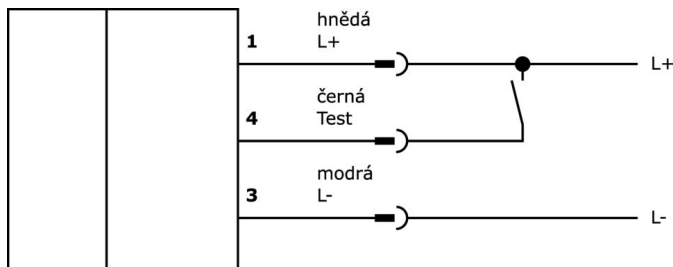 hnědá
1 L+
L+
černá
4 Test
modrá
3 L-
L-